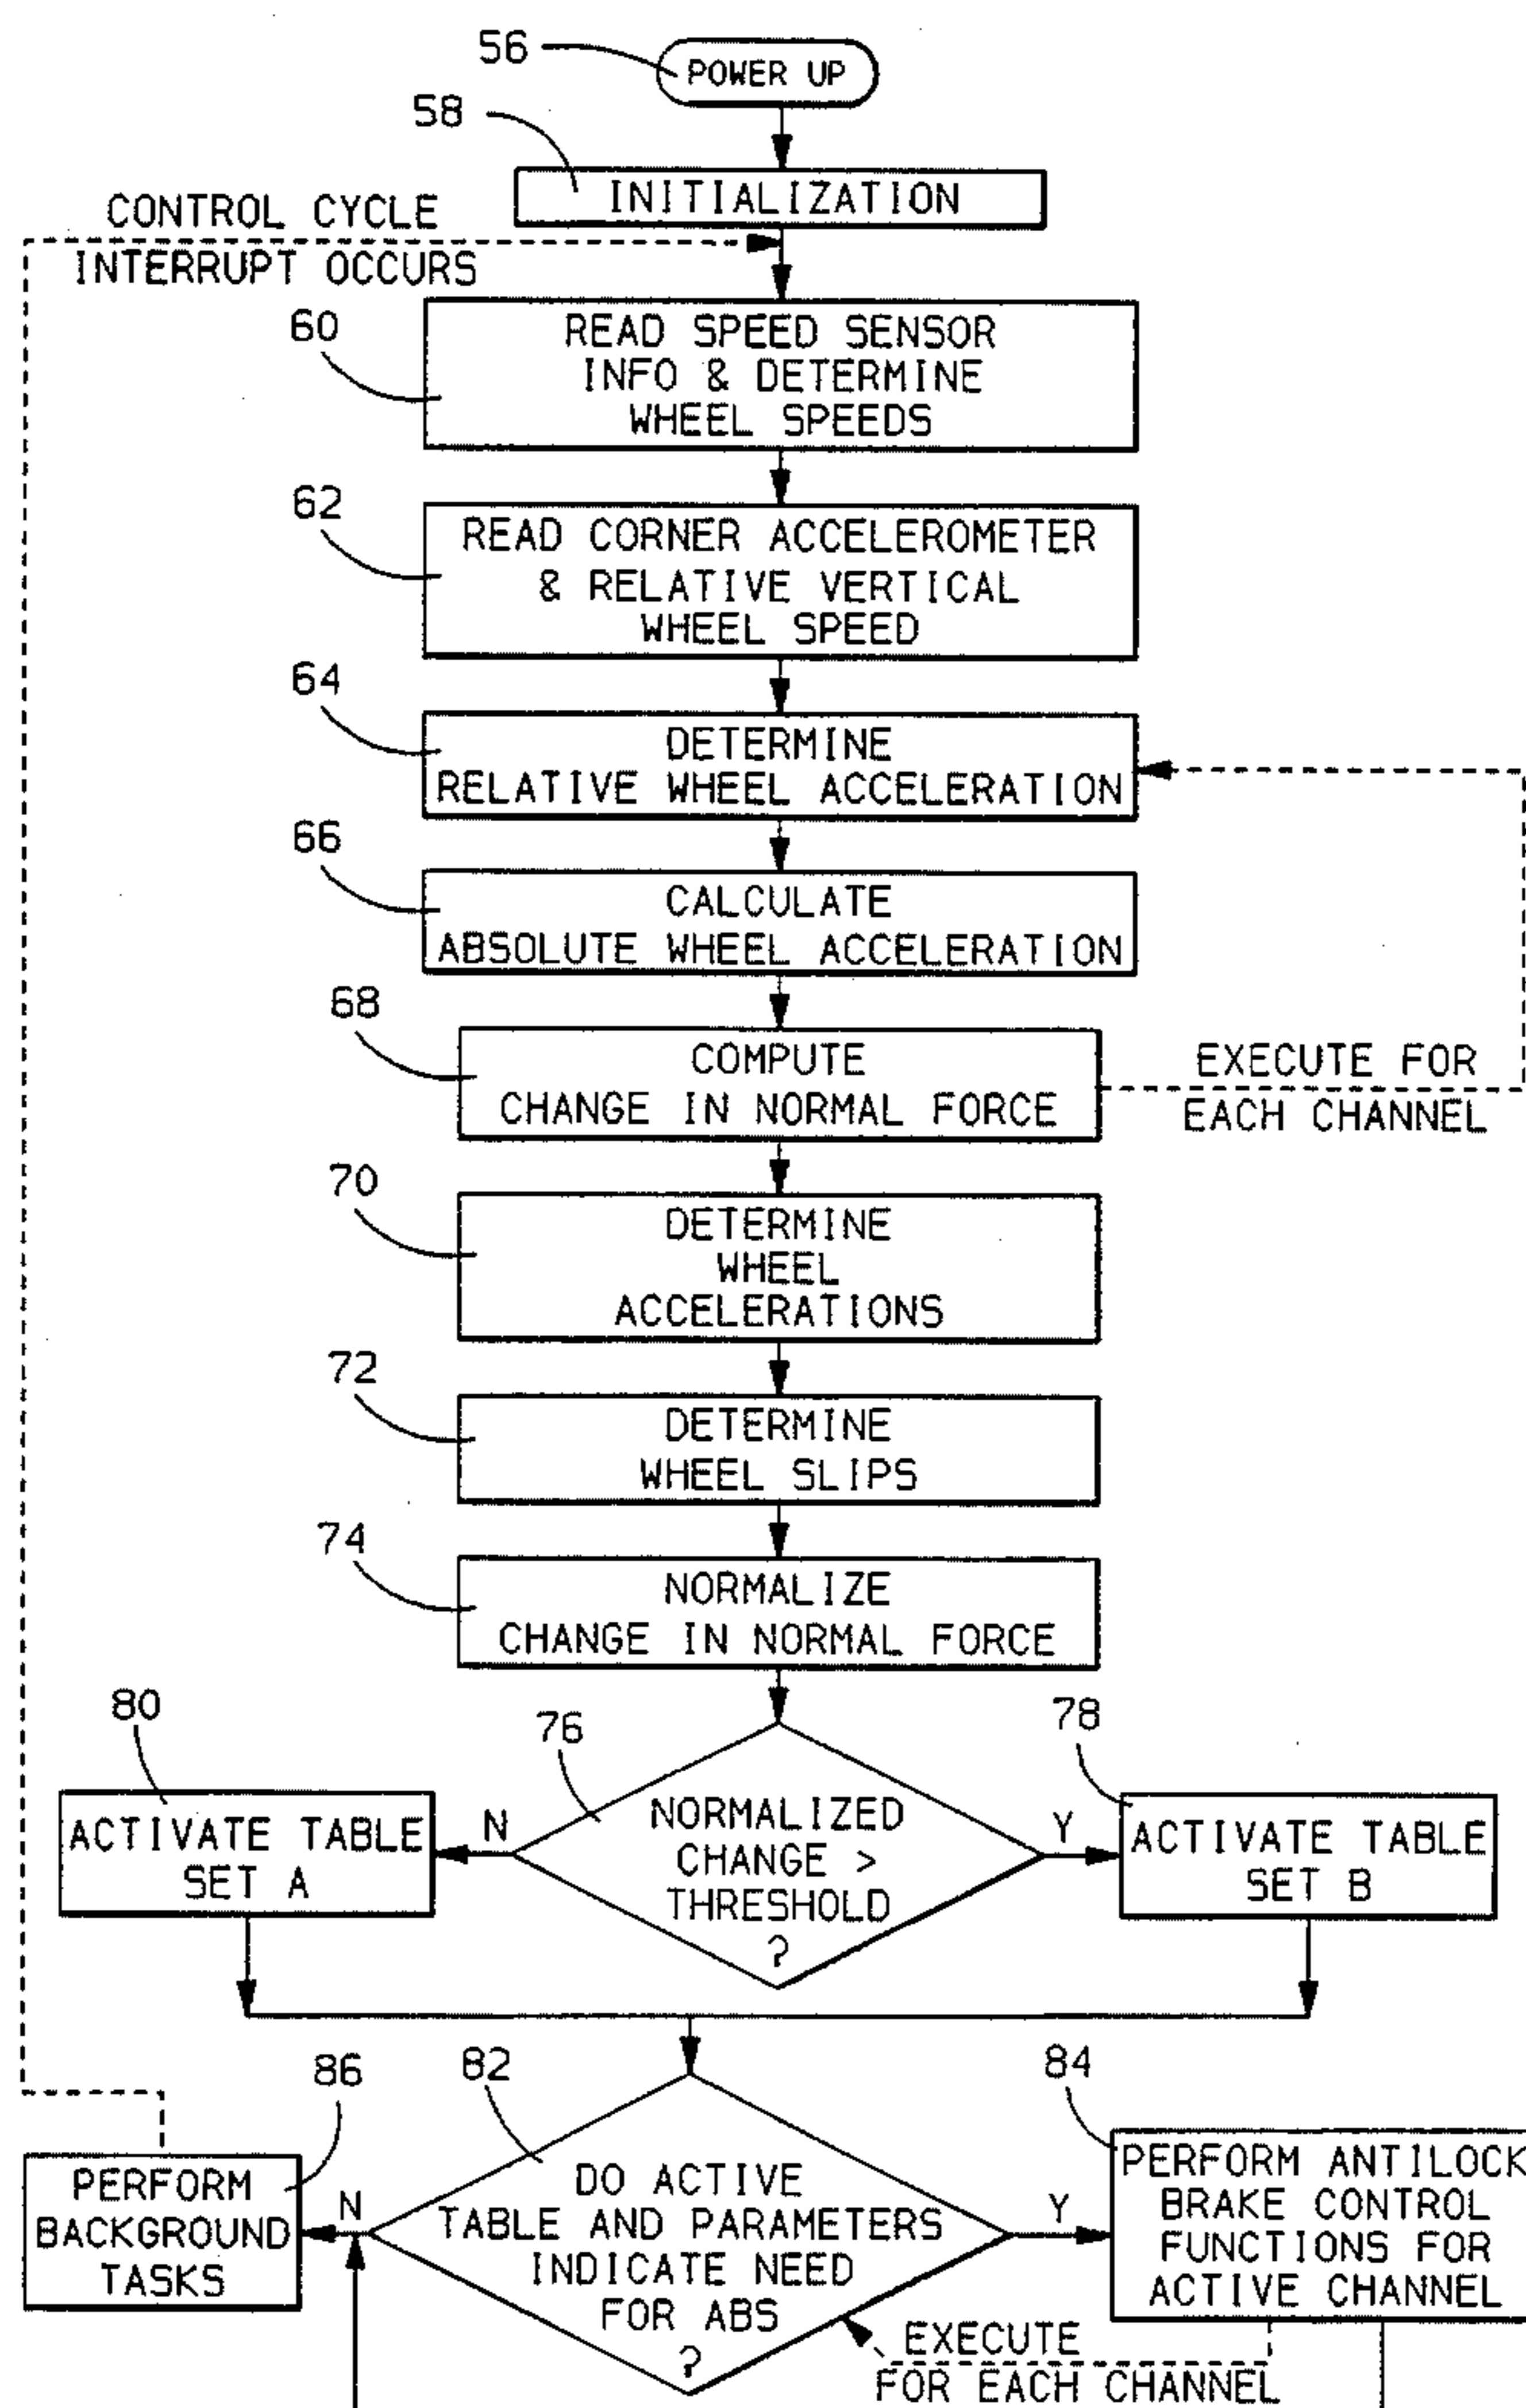 56
POWER UP
58
INITIALIZATION
CONTROL CYCLE
INTERRUPT OCCURS
60
READ SPEED SENSOR
INFO & DETERMINE
WHEEL SPEEDS
62
READ CORNER ACCELEROMETER
& RELATIVE VERTICAL
WHEEL SPEED
64
DETERMINE
RELATIVE WHEEL ACCELERATION
66
CALCULATE
ABSOLUTE WHEEL ACCELERATION
68
COMPUTE
CHANGE IN NORMAL FORCE
EXECUTE FOR
EACH CHANNEL
70
DETERMINE
WHEEL
ACCELERATIONS
72
DETERMINE
WHEEL SLIPS
74
NORMALIZE
CHANGE IN NORMAL FORCE
80
ACTIVATE TABLE
SET A
N
76
NORMALIZED
CHANGE >
THRESHOLD
?
Y
78
ACTIVATE TABLE
SET B
86
PERFORM
BACKGROUND
TASKS
N
82
DO ACTIVE
TABLE AND PARAMETERS
INDICATE NEED
FOR ABS
?
Y
84
PERFORM ANTILOCK
BRAKE CONTROL
FUNCTIONS FOR
ACTIVE CHANNEL
EXECUTE
FOR EACH CHANNEL